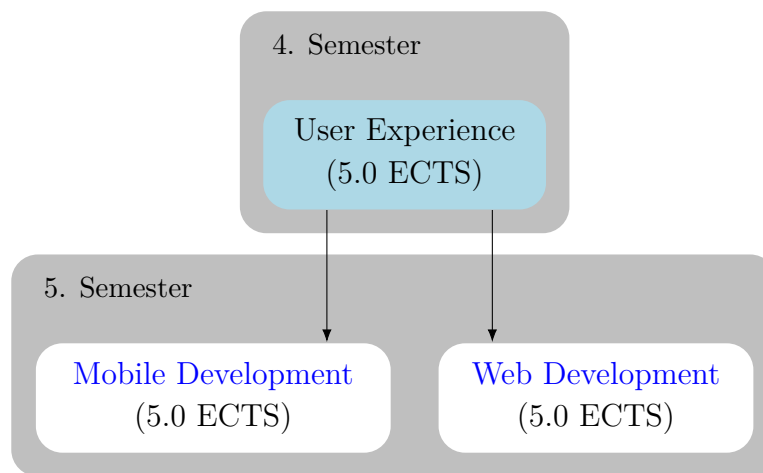 4. Semester
User Experience
(5.0 ECTS)
5. Semester
Mobile Development
(5.0 ECTS)
Web Development
(5.0 ECTS)